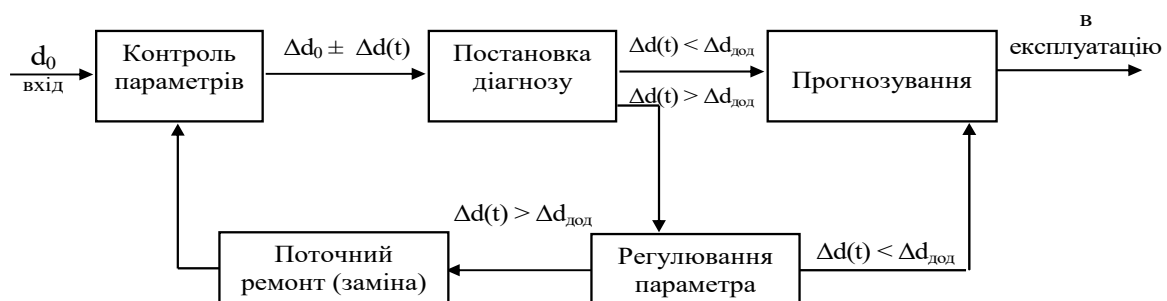 в
експлуатацію
d₀
вхід
Контроль
параметрів
Δd₀ ± Δd(t)
Постановка
діагнозу
Δd(t) < Δdдод
Δd(t) > Δdдод
Прогнозування
Δd(t) > Δdдод
Поточний
ремонт (заміна)
Регулювання
параметра
Δd(t) < Δdдод